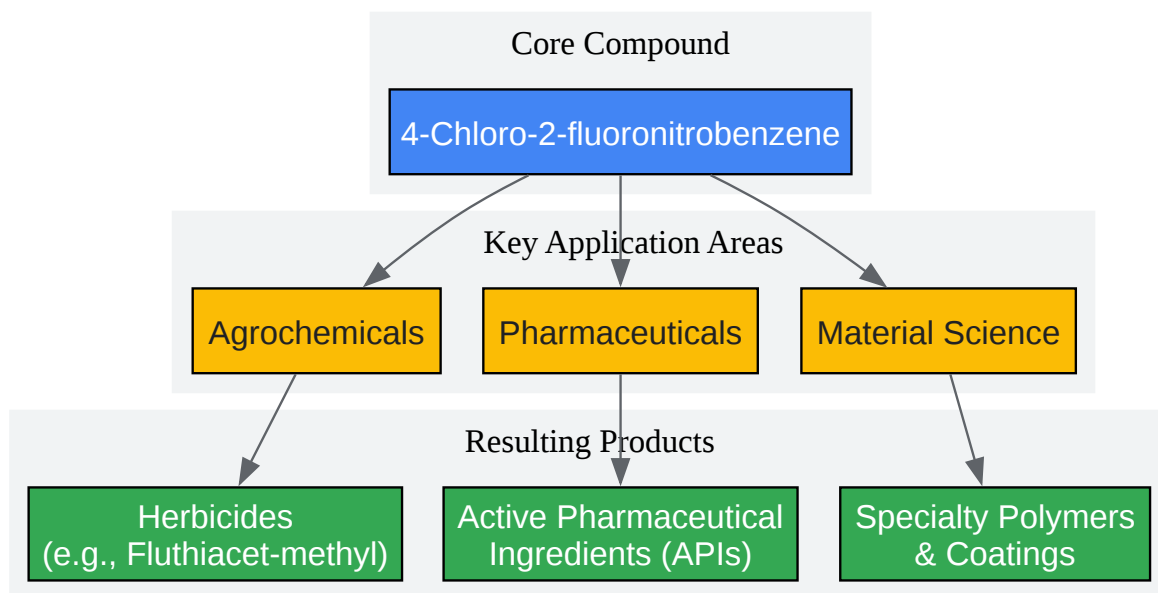 Core Compound
4-Chloro-2-fluoronitrobenzene
Key Application Areas
Agrochemicals
Pharmaceuticals
Material Science
Resulting Products
Herbicides
(e.g., Fluthiacet-methyl)
Active Pharmaceutical
Ingredients (APIs)
Specialty Polymers
& Coatings